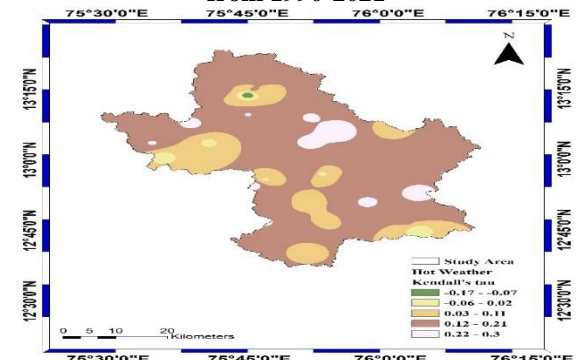 from 1990-2022
75°30'0"E 75°45'0"E 76°0'0"E 76°15'0"E
N
13°15'0"N 13°15'0"N
13°0'0"N 13°0'0"N
12°45'0"N 12°45'0"N
12°30'0"N 12°30'0"N
Study Area
Hot Weather
Kendall's tau
-0.17 - -0.07
-0.06 - 0.02
0.03 - 0.11
0.12 - 0.21
0.22 - 0.3
0 5 10 20
Kilometers
75°30'0"E 75°45'0"E 76°0'0"E 76°15'0"E